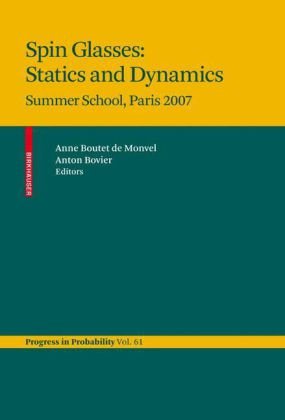 Spin Glasses:
Statics and Dynamics
Summer School, Paris 2007
Anne Boutet de Monvel
Anton Bovier
Editors
BIRKHAUSER
Progress in Probability Vol. 61